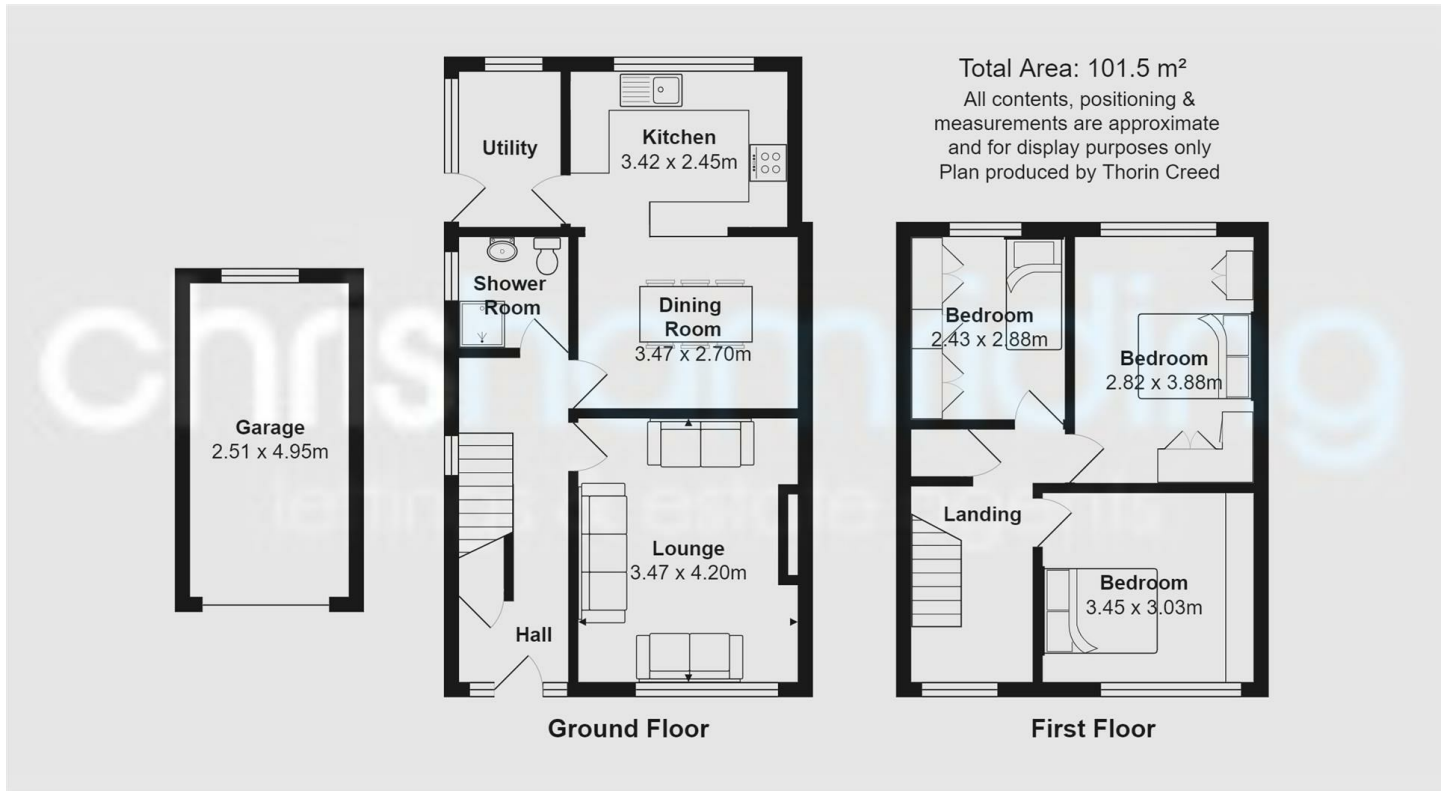 Total Area: 101.5 m²
All contents, positioning &
measurements are approximate
and for display purposes only
Plan produced by Thorin Creed
Utility
Kitchen
3.42 x 2.45m
Shower
Room
Dining
Room
3.47 x 2.70m
Bedroom
2.43 x 2.88m
Bedroom
2.82 x 3.88m
Garage
2.51 x 4.95m
Landing
Lounge
3.47 x 4.20m
Bedroom
3.45 x 3.03m
Hall
Ground Floor
First Floor